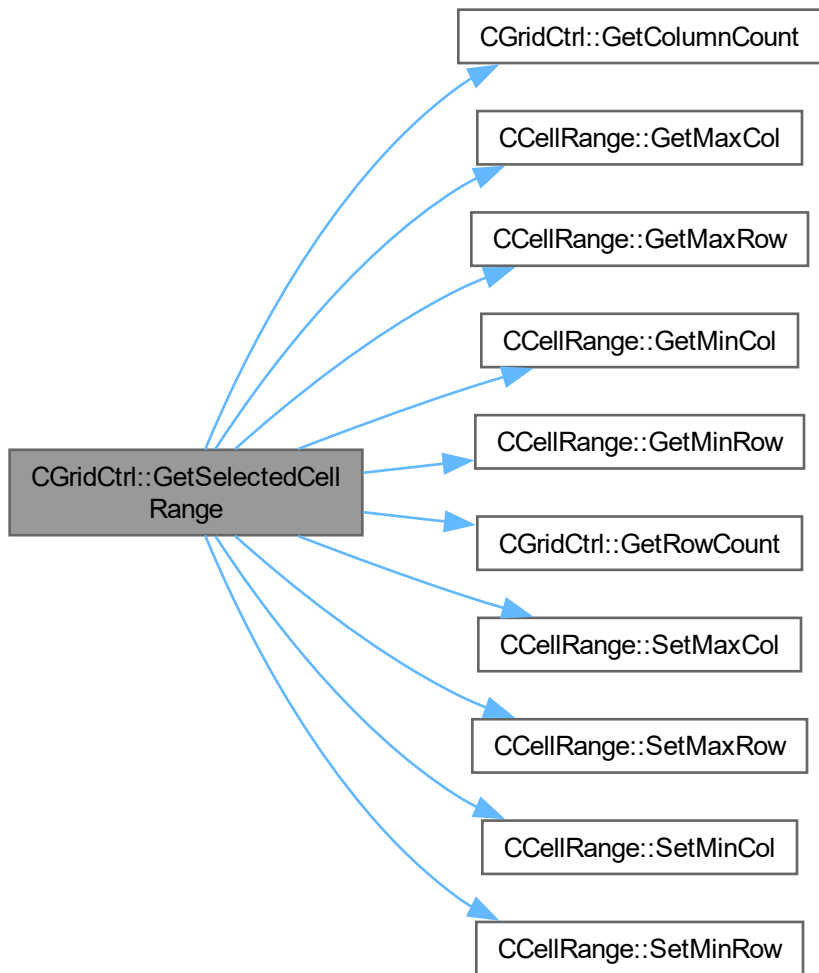 CGridCtrl::GetColumnCount
CCellRange::GetMaxCol
CCellRange::GetMaxRow
CCellRange::GetMinCol
CCellRange::GetMinRow
CGridCtrl::GetSelectedCell
Range
CGridCtrl::GetRowCount
CCellRange::SetMaxCol
CCellRange::SetMaxRow
CCellRange::SetMinCol
CCellRange::SetMinRow